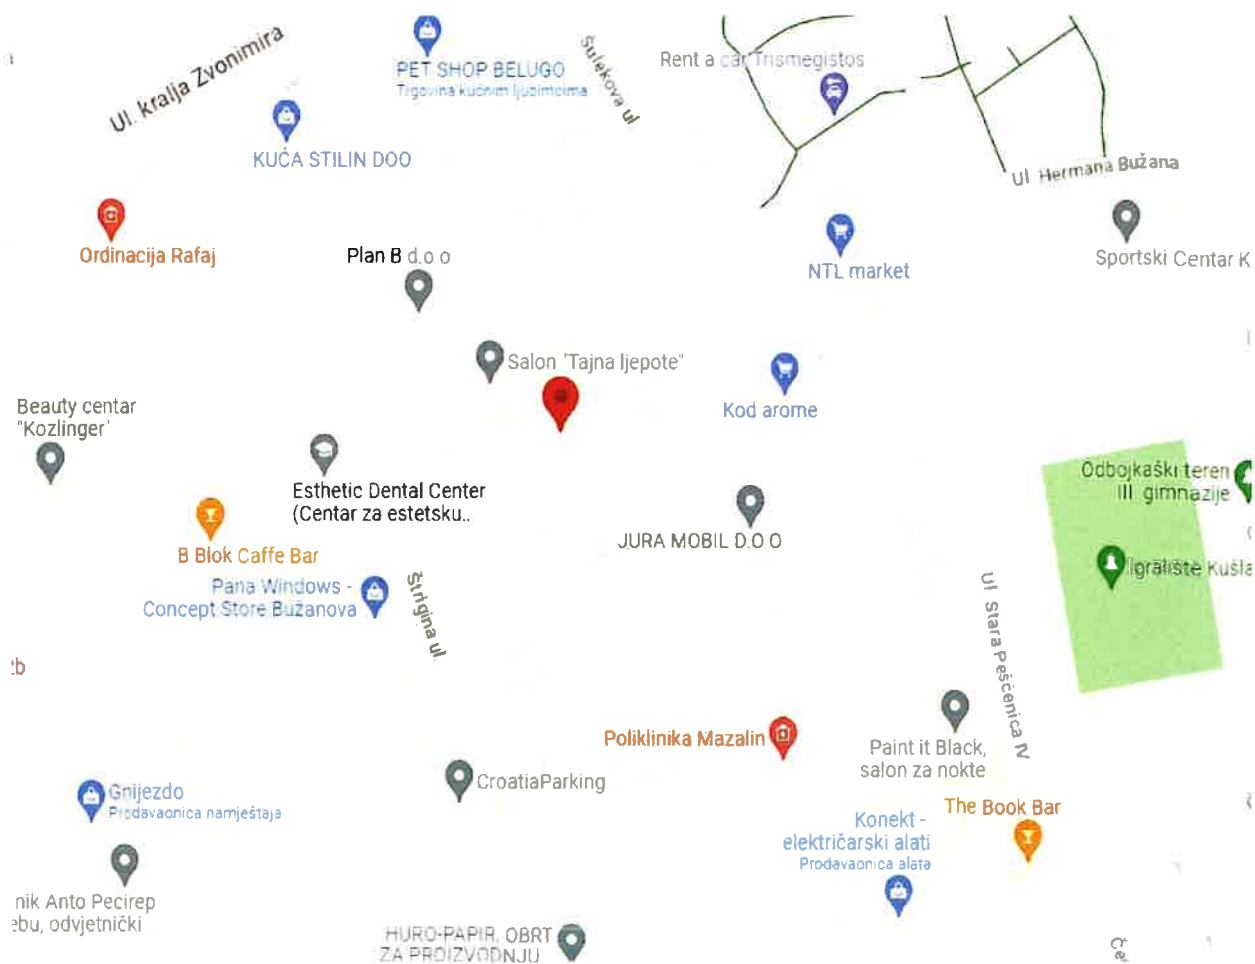 Ul. kralja Zvonimira
PET SHOP BELUGO
Trgovina kućnim ljubimcima
Šulekova ul.
Rent a car Trismegistos
KUĆA STILIN DOO
Ul Hermana Bužana
Ordinacija Rafaj
Plan B d.o o
NTL market
Sportski Centar K
Salon "Tajna ljepote"
Kod arome
Beauty centar
"Kozlinger"
Esthetic Dental Center
(Centar za estetsku..
Odbojkaški teren
III gimnazije
JURA MOBIL D.O O
B Blok Caffe Bar
Igralište Kušla
Pana Windows -
Concept Store Bužanova
Štrigina ul.
Ul Stara Peščenica IV
Poliklinika Mazalin
Paint it Black,
salon za nokte
CroatiaParking
Gnijezdo
Prodavaonica namještaja
The Book Bar
Konekt -
električarski alati
Prodavaonica alata
nik Anto Pecirep
ebu, odvjetnički
HURO-PAPIR, OBRT
ZA PROIZVODNJU